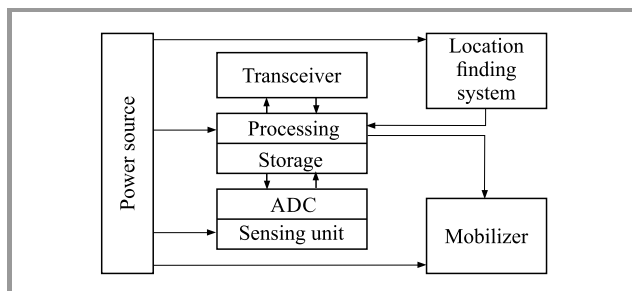 Power source
Transceiver
Processing
Storage
ADC
Sensing unit
Location
finding
system
Mobilizer